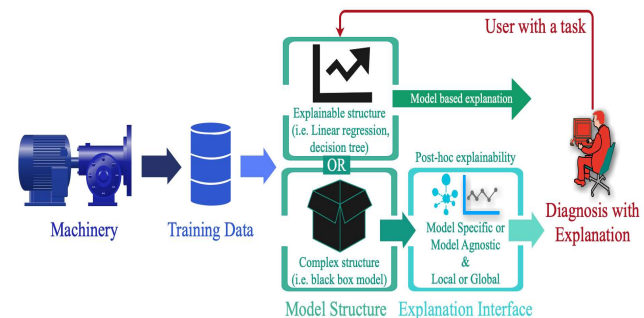 User with a task
Explainable structure
(i.e. Linear regression,
decision tree)
Model based explanation
OR
Post-hoc explainability
Machinery
Training Data
Complex structure
(i.e. black box model)
Model Specific or
Model Agnostic
&
Local or Global
Diagnosis with
Explanation
Model Structure
Explanation Interface